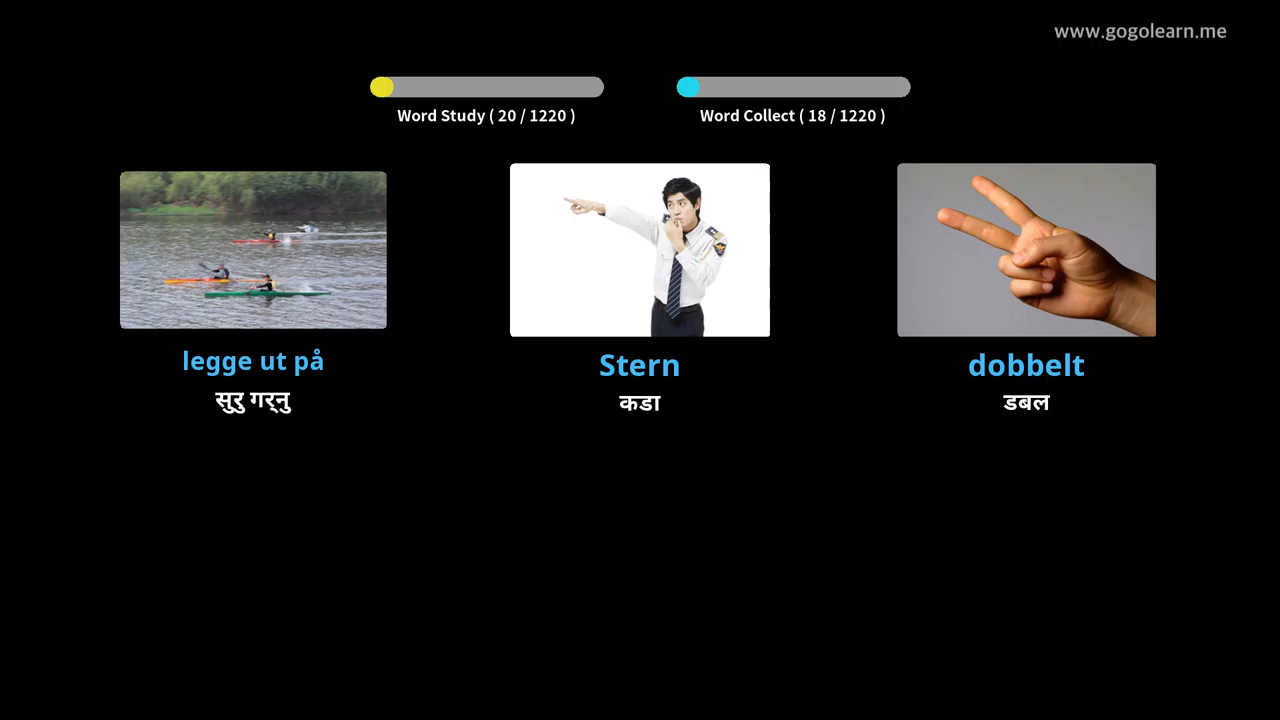 www.gogolearn.me
Word Study ( 20 / 1220 )
Word Collect ( 18 / 1220 )
legge ut på
Stern
dobbelt
सुरु गर्नु
कडा
डबल